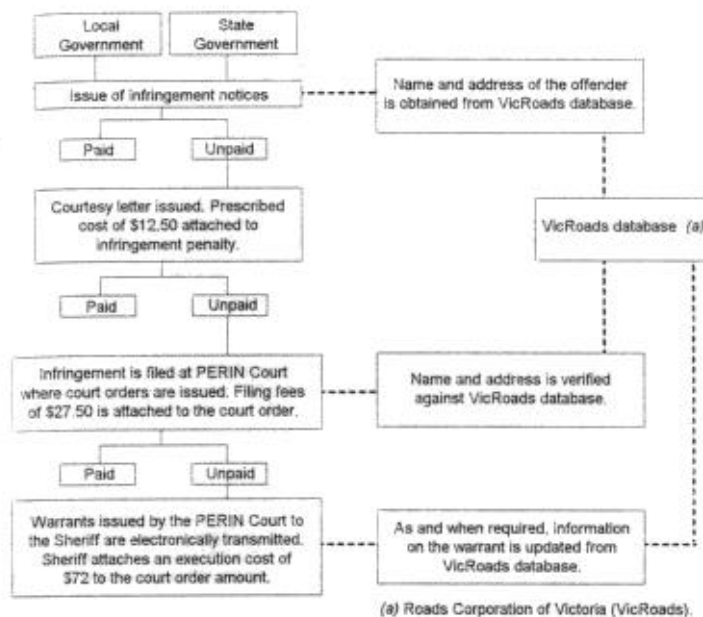 Local
Government
State
Government
Issue of infringement notices
Name and address of the offender
is obtained from VicRoads database.
Paid
Unpaid
Courtesy letter issued. Prescribed
cost of $12.50 attached to
infringement penalty.
VicRoads database (a)
Paid
Unpaid
Infringement is filed at PERIN Court
where court orders are issued. Filing fees
of $27.50 is attached to the court order.
Name and address is verified
against VicRoads database.
Paid
Unpaid
Warrants issued by the PERIN Court to
the Sheriff are electronically transmitted.
Sheriff attaches an execution cost of
$72 to the court order amount.
As and when required, information
on the warrant is updated from
VicRoads database.
(a) Roads Corporation of Victoria (VicRoads).